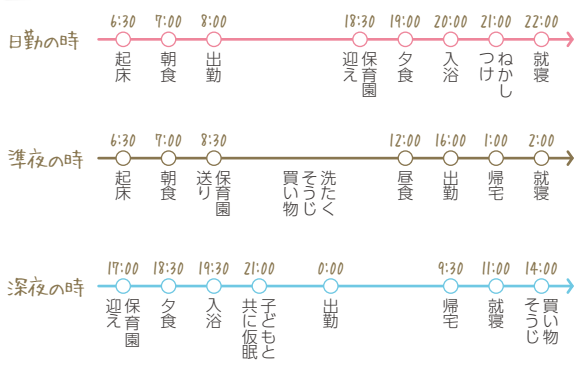 日勤の時
6:30 7:00 8:00 18:30 19:00 20:00 21:00 22:00
起床
朝食
出勤
保育園
迎え
夕食
入浴
ねかし
つけ
就寝
準夜の時
6:30 7:00 8:30 12:00 16:00 1:00 2:00
起床
朝食
保育園
送り
洗たく
そうじ
買い物
昼食
出勤
帰宅
就寝
深夜の時
17:00 18:30 19:30 21:00 0:00 9:30 11:00 14:00
保育園
迎え
夕食
入浴
子どもと
共に仮眠
出勤
帰宅
就寝
買い物
そうじ